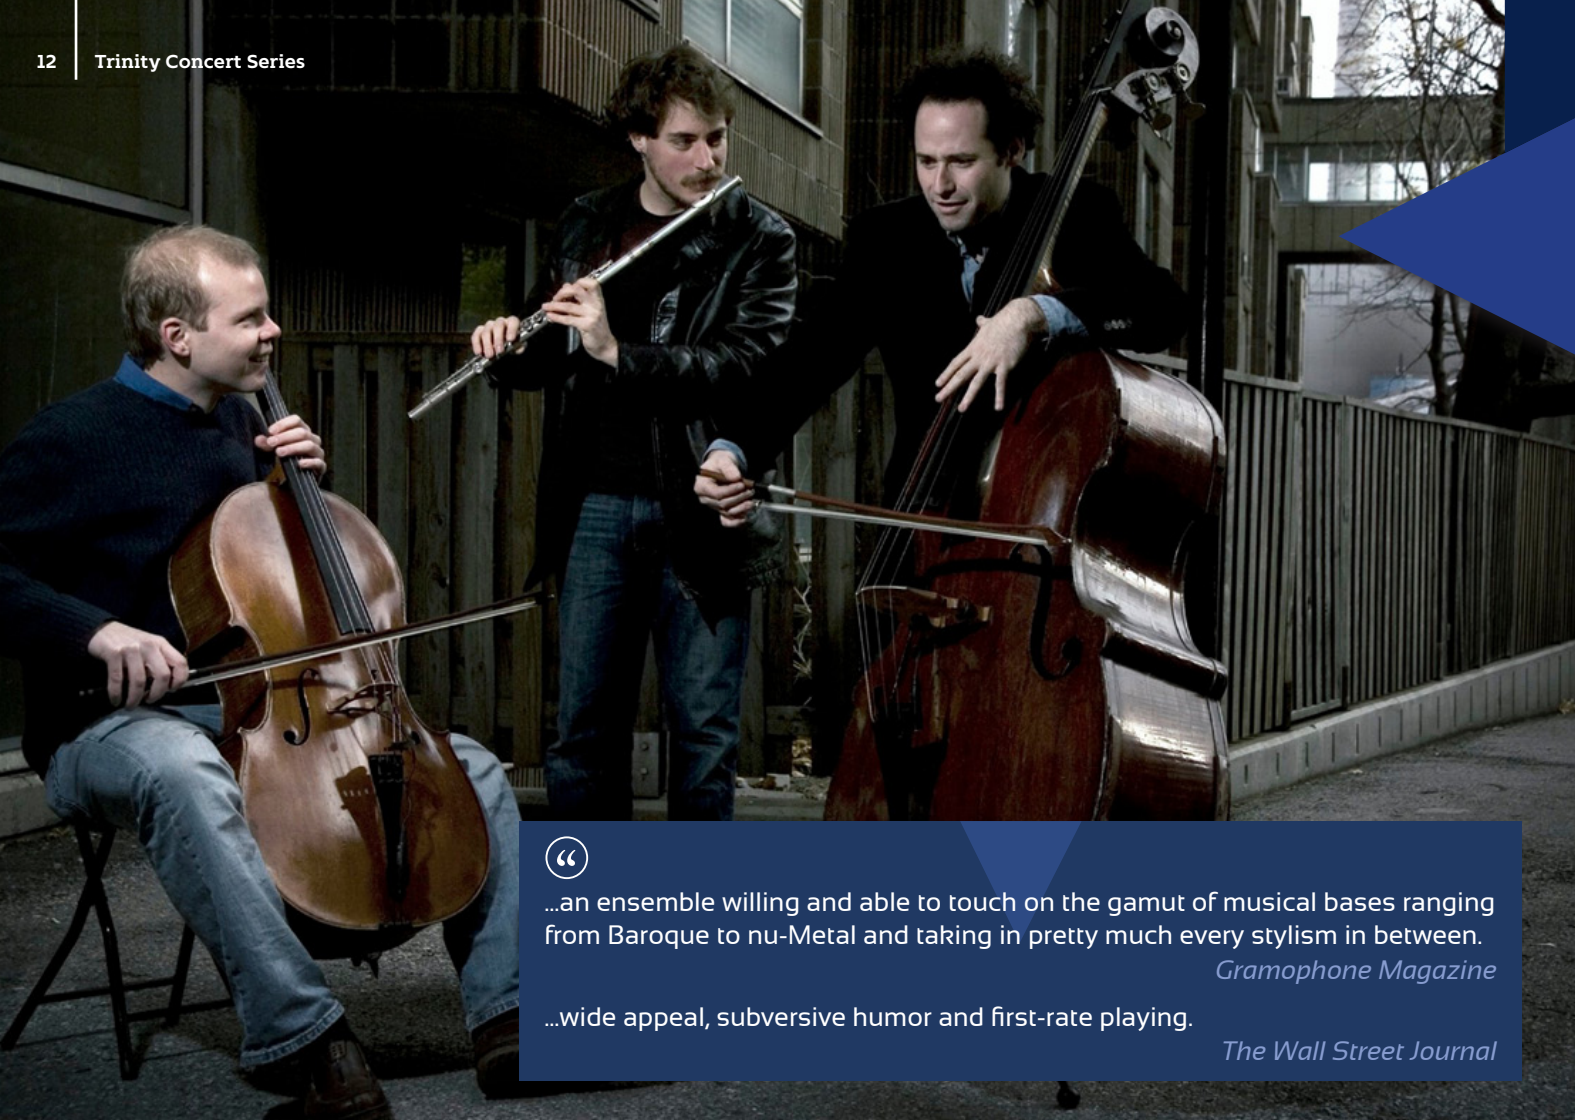 12
Trinity Concert Series
“
...an ensemble willing and able to touch on the gamut of musical bases ranging
from Baroque to nu-Metal and taking in pretty much every stylism in between.
Gramophone Magazine
...wide appeal, subversive humor and first-rate playing.
The Wall Street Journal